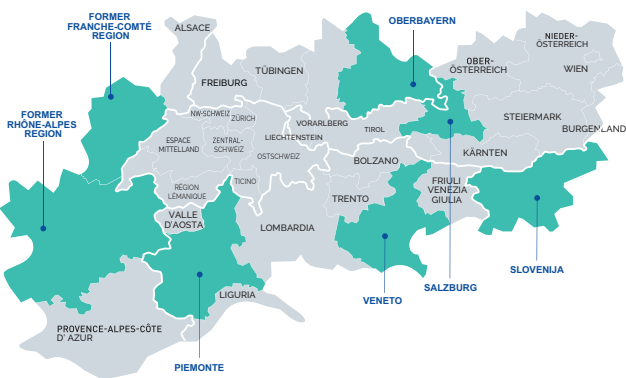 FORMER
FRANCHE-COMTÉ
REGION
ALSACE
OBERBAYERN
NIEDER-
ÖSTERREICH
OBER-
ÖSTERREICH
WIEN
FREIBURG
TÜBINGEN
FORMER
RHÔNE-ALPES
REGION
NW-SCHWEIZ
ZÜRICH
VORARLBERG
TIROL
STEIERMARK
BURGENLAND
LIECHTENSTEIN
ESPACE
MITTELLAND
ZENTRAL-
SCHWEIZ
OSTSCHWEIZ
BOLZANO
KÄRNTEN
RÉGION
LÉMANIQUE
TICINO
TRENTO
FRIULI
VENEZIA
GIULIA
VALLE
D'AOSTA
LOMBARDIA
SLOVENIJA
SALZBURG
VENETO
LIGURIA
PROVENCE-ALPES-CÔTE
D' AZUR
PIEMONTE